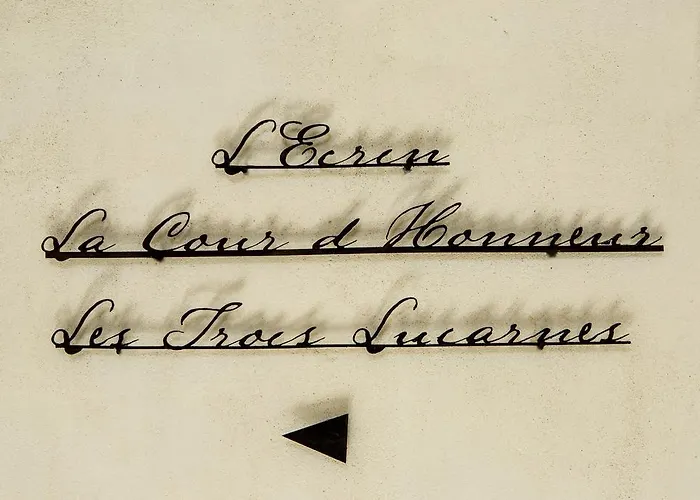 L'Ecrin
La Cour d Honneur
Les Trois Lucarnes